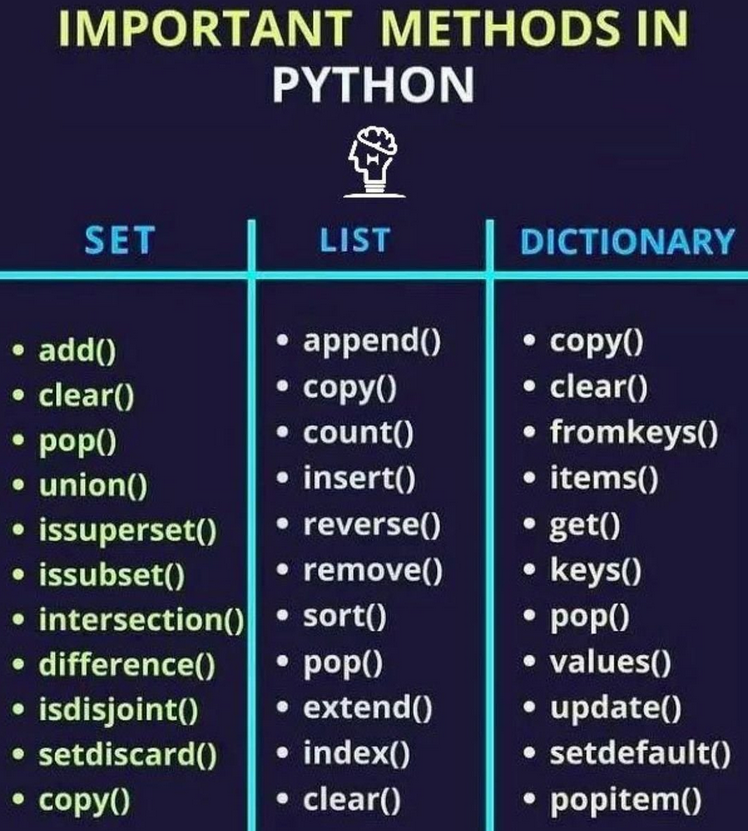 IMPORTANT METHODS IN
PYTHON
SET
add()
clear()
pop()
union()
issuperset()
issubset()
intersection()
difference()
isdisjoint()
setdiscard()
copy()
LIST
append()
copy()
count()
insert()
reverse()
remove()
sort()
pop()
extend()
index()
clear()
DICTIONARY
copy()
clear()
fromkeys()
items()
get()
keys()
pop()
values()
update()
setdefault()
popitem()